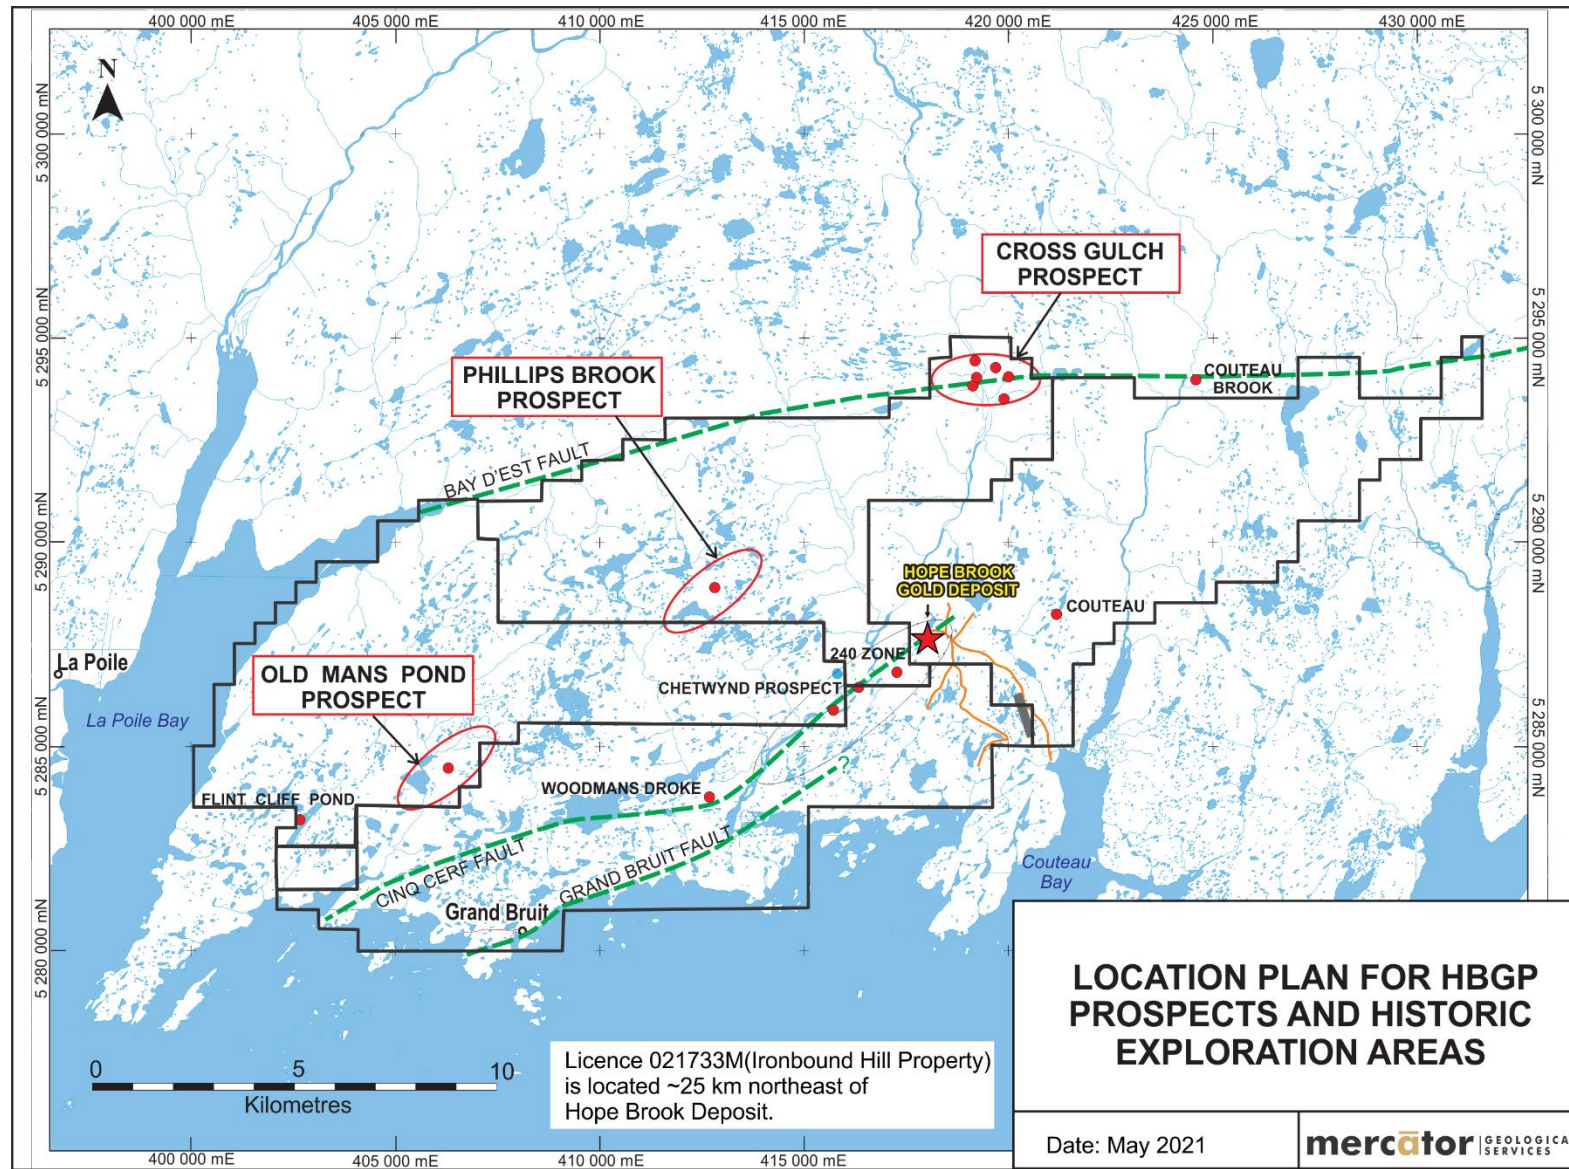 400 000 mE
405 000 mE
410 000 mE
415 000 mE
420 000 mE
425 000 mE
430 000 mE
N
5 300 000 mN
5 300 000 mN
CROSS GULCH
PROSPECT
5 295 000 mN
5 295 000 mN
PHILLIPS BROOK
PROSPECT
COUTEAU
BROOK
BAY D'EST FAULT
5 290 000 mN
5 290 000 mN
HOPE BROOK
GOLD DEPOSIT
COUTEAU
La Poile
240 ZONE
OLD MANS POND
PROSPECT
CHETWYND PROSPECT
La Poile Bay
5 285 000 mN
5 285 000 mN
?
WOODMANS DROKE
FLINT CLIFF POND
CINQ CERF FAULT
GRAND BRUIT FAULT
Couteau
Bay
Grand Bruit
5 280 000 mN
LOCATION PLAN FOR HBGP
PROSPECTS AND HISTORIC
EXPLORATION AREAS
0 5 10
Kilometres
Licence 021733M(Ironbound Hill Property)
is located ~25 km northeast of
Hope Brook Deposit.
Date: May 2021
mercātor GEOLOGICA
SERVICES
400 000 mE
405 000 mE
410 000 mE
415 000 mE